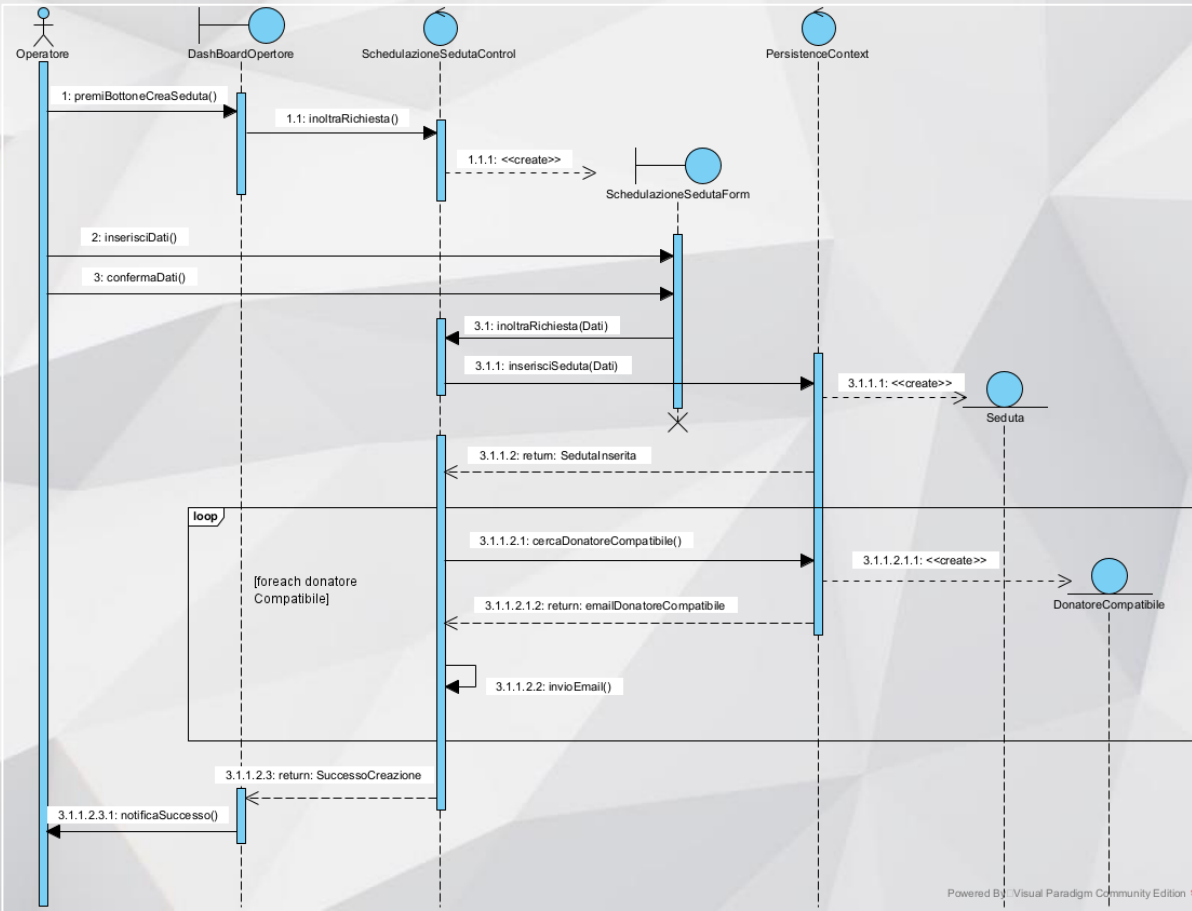 Operatore
DashBoardOpertore
SchedulazioneSedutaControl
PersistenceContext
1: premiBottoneCreaSeduta()
1.1: inoltraRichiesta()
1.1.1: <<create>>
SchedulazioneSedutaForm
2: inserisciDati()
3: confermaDati()
3.1: inoltraRichiesta(Dati)
3.1.1: inserisciSeduta(Dati)
3.1.1.1: <<create>>
Seduta
3.1.1.2: return: SedutaInserita
loop
3.1.1.2.1: cercaDonatoreCompatibile()
3.1.1.2.1.1: <<create>>
[foreach donatore
Compatibile]
DonatoreCompatibile
3.1.1.2.1.2: return: emailDonatoreCompatibile
3.1.1.2.2: invioEmail()
3.1.1.2.3: return: SuccessoCreazione
3.1.1.2.3.1: notificaSuccesso()
Powered By Visual Paradigm Community Edition